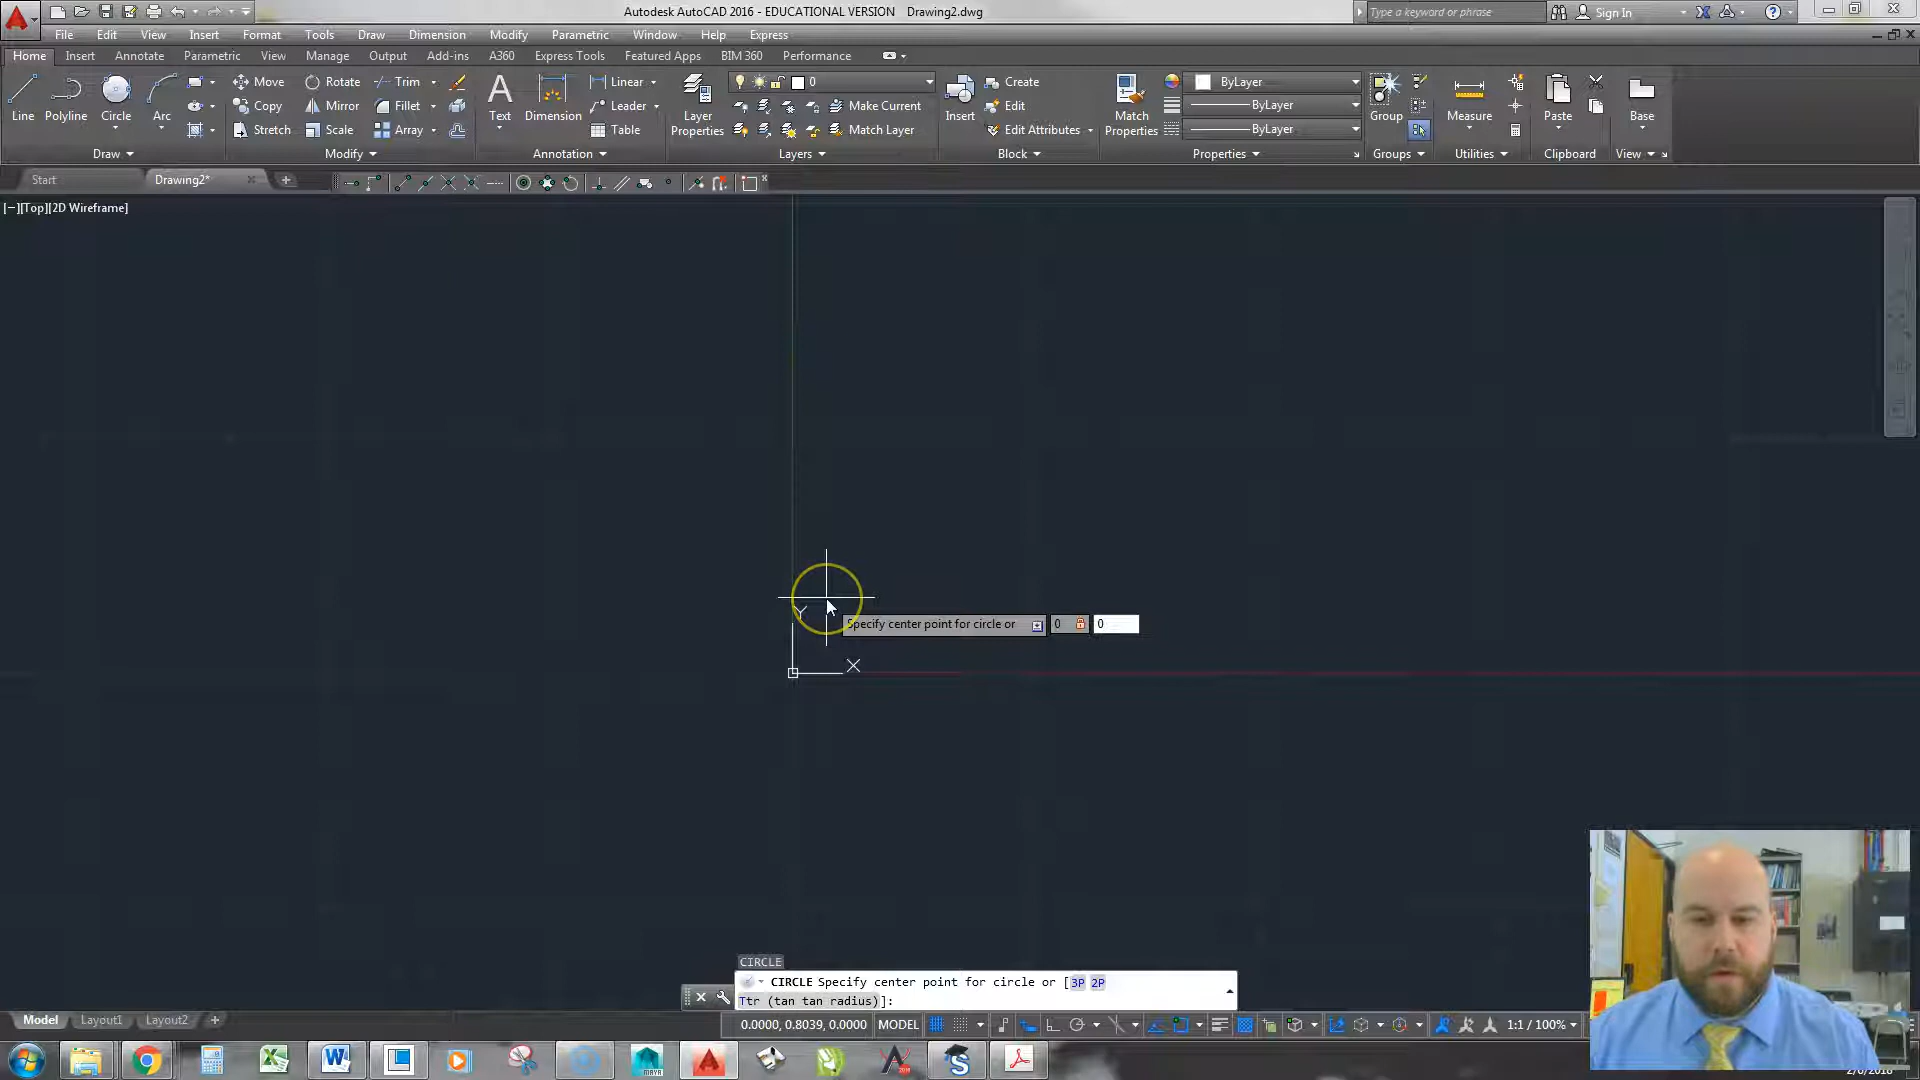 Autodesk AutoCAD 2016 - EDUCATIONAL VERSION Drawing2.dwg
Type a keyword or phrase
Sign In
File Edit View Insert Format Tools Draw Dimension Modify Parametric Window Help Express
Home Insert Annotate Parametric View Manage Output Add-ins A360 Express Tools Featured Apps BIM 360 Performance
Line Polyline Circle Arc
Move Rotate Trim
Copy Mirror Fillet
Stretch Scale Array
Text Dimension
Linear
Leader
Table
Layer Properties
0
Make Current
Match Layer
Insert
Create
Edit
Edit Attributes
Match Properties
ByLayer
ByLayer
ByLayer
Group
Measure
Paste
Base
Draw Modify Annotation Layers Block Properties Groups Utilities Clipboard View
Start Drawing2*
[−][Top][2D Wireframe]
Y
Specify center point for circle or 0 0
X
CIRCLE
CIRCLE Specify center point for circle or [3P 2P
Ttr (tan tan radius)]:
Model Layout1 Layout2
0.0000, 0.8039, 0.0000 MODEL 1:1 / 100%
MAYA